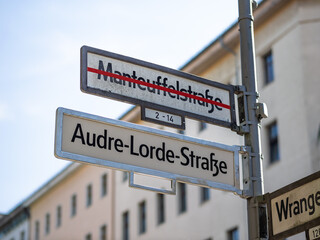 Manteuffelstraße
2 - 14
Audre-Lorde-Straße
Wrange